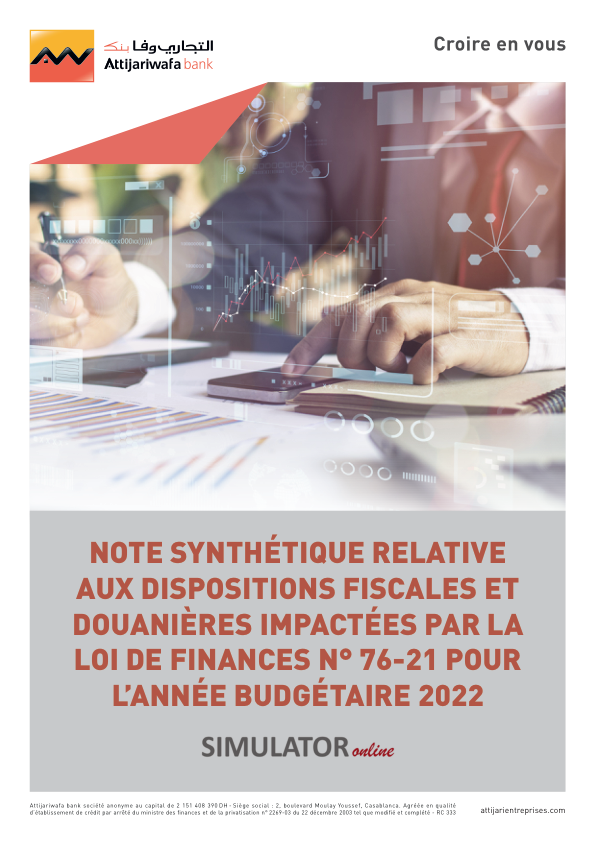 التجاري وفا بنك
Attijariwafa bank
Croire en vous
NOTE SYNTHÉTIQUE RELATIVE
AUX DISPOSITIONS FISCALES ET
DOUANIÈRES IMPACTÉES PAR LA
LOI DE FINANCES N° 76-21 POUR
L’ANNÉE BUDGÉTAIRE 2022
SIMULATOR online
Attijariwafa bank société anonyme au capital de 2 151 408 390 DH - Siège social : 2, boulevard Moulay Youssef, Casablanca. Agréée en qualité
d’établissement de crédit par arrêté du ministre des finances et de la privatisation n° 2269-03 du 22 décembre 2003 tel que modifié et complété - RC 333
attijarientreprises.com